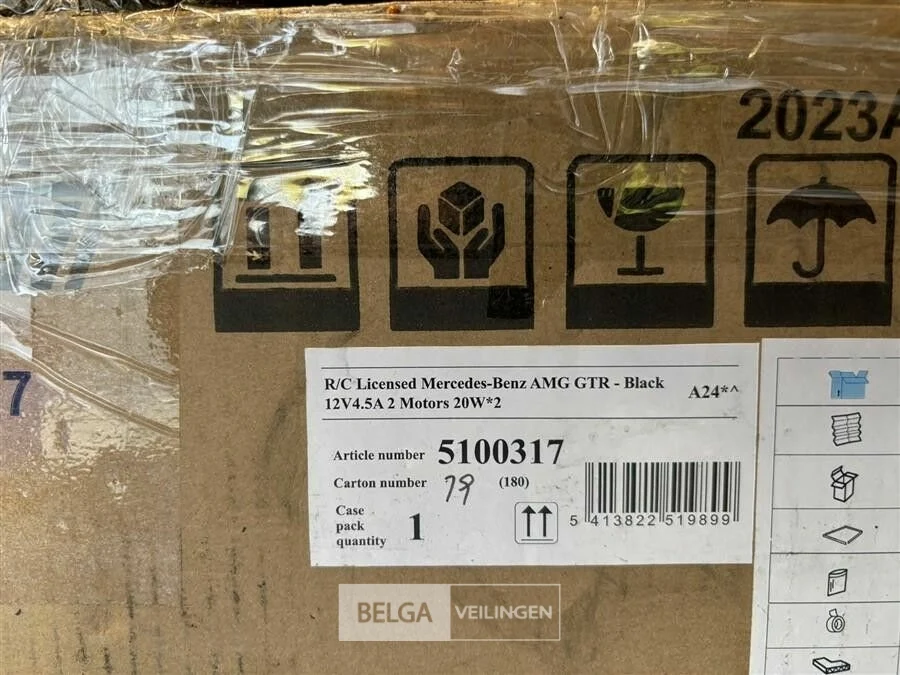 2023A
7
R/C Licensed Mercedes-Benz AMG GTR - Black
12V4.5A 2 Motors 20W*2
A24*^
Article number 5100317
Carton number 79 (180)
Case
pack
quantity 1
5 413822 519899
BELGA VEILINGEN